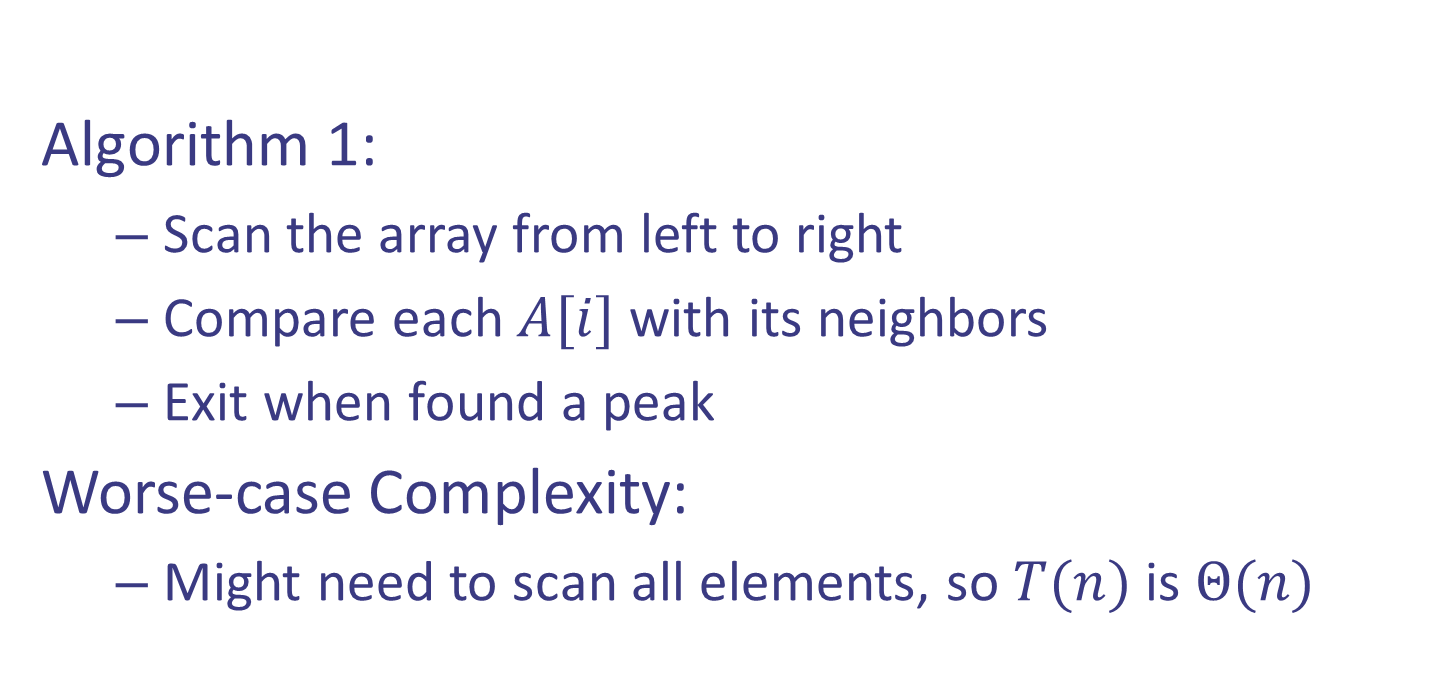 Algorithm 1:
– Scan the array from left to right
– Compare each A[i] with its neighbors
– Exit when found a peak
Worse-case Complexity:
– Might need to scan all elements, so T(n) is Θ(n)